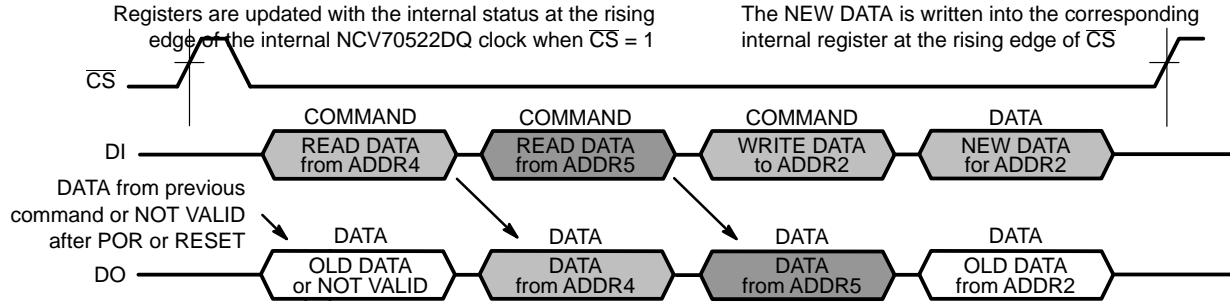 Registers are updated with the internal status at the rising
edge of the internal NCV70522DQ clock when CS = 1
The NEW DATA is written into the corresponding
internal register at the rising edge of CS
CS
COMMAND
COMMAND
COMMAND
DATA
DI
READ DATA
from ADDR4
READ DATA
from ADDR5
WRITE DATA
to ADDR2
NEW DATA
for ADDR2
DATA from previous
command or NOT VALID
after POR or RESET
DATA
DATA
DATA
DATA
DO
OLD DATA
or NOT VALID
DATA
from ADDR4
DATA
from ADDR5
OLD DATA
from ADDR2